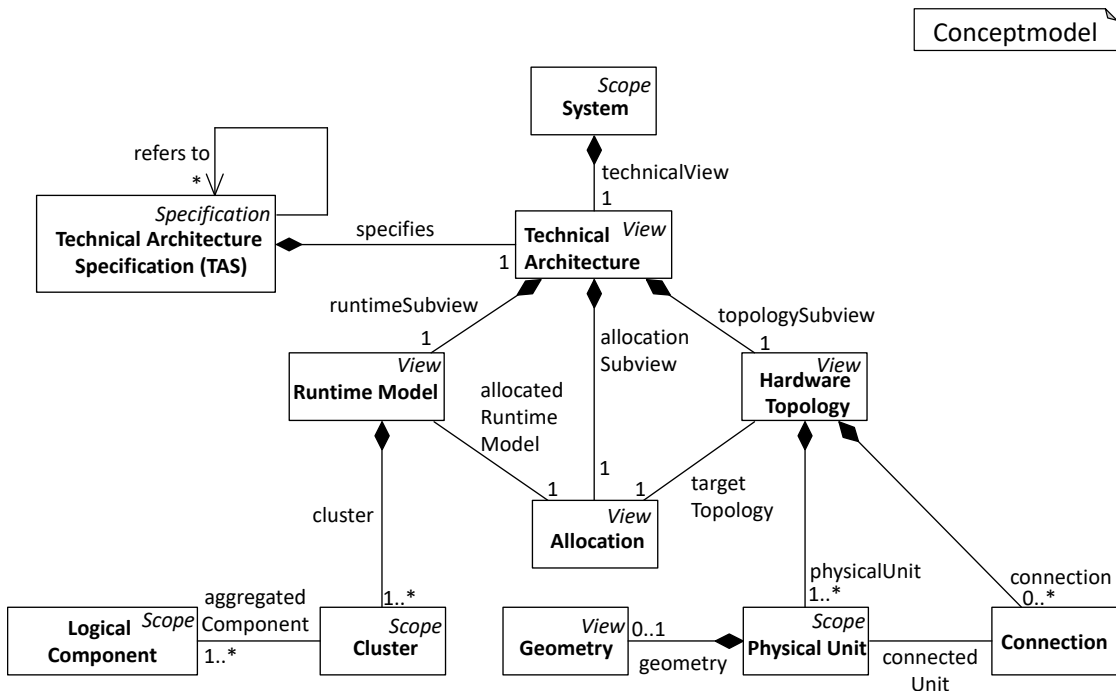 Conceptmodel
Scope
System
technicalView
1
refers to
*
Specification
Technical Architecture
Specification (TAS)
specifies
1
View
Technical
Architecture
runtimeSubview
1
allocation
Subview
1
topologySubview
1
View
Runtime Model
allocated
Runtime
Model
1
View
Hardware
Topology
target
Topology
1
View
Allocation
cluster
1..*
physicalUnit
1..*
connection
0..*
Scope
Logical
Component
aggregated
Component
1..*
Scope
Cluster
View
Geometry
0..1
geometry
Scope
Physical Unit
connected
Unit
Connection